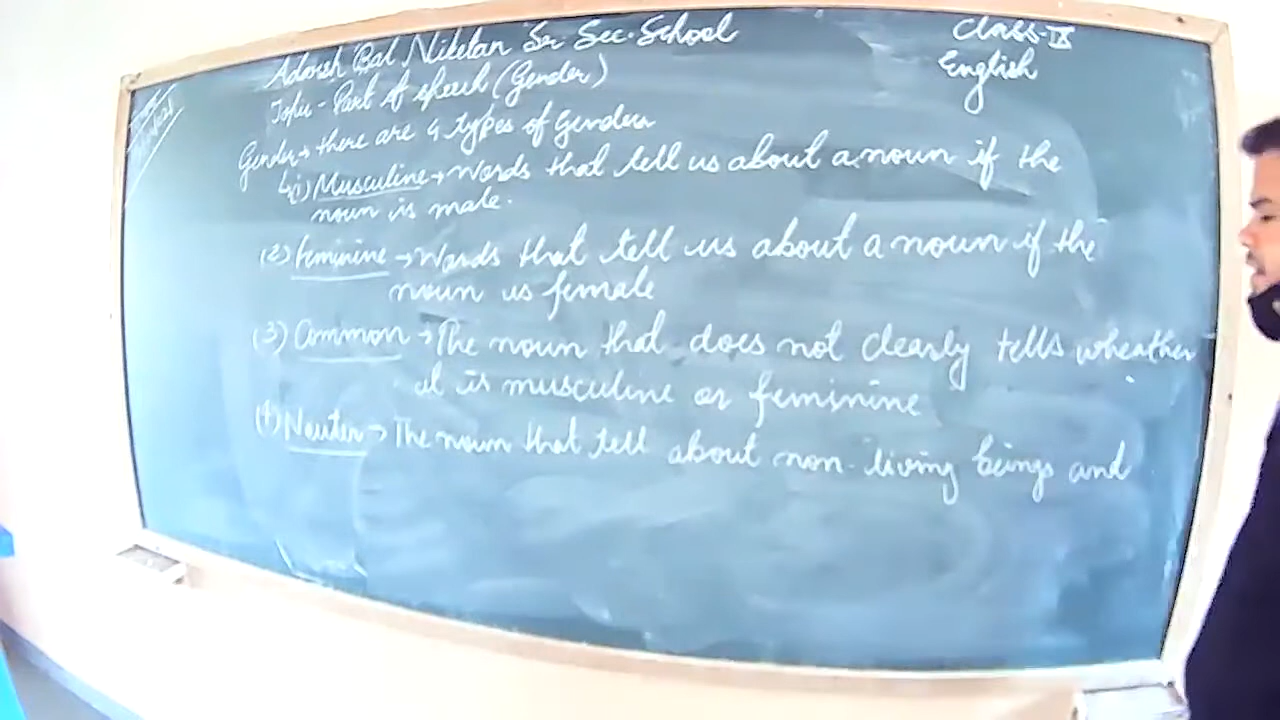 Adarsh Bal Niketan Sr. Sec. School
Class-IX
English
Topic - Part of speech (Gender)
Gender → there are 4 types of Genders
(1) Musculine → Words that tell us about a noun if the
noun is male.
(2) Feminine → Words that tell us about a noun if the
noun is female
(3) Common → The noun that does not clearly tells wheather
it is musculine or feminine
(4) Neuter → The noun that tell about non-living beings and